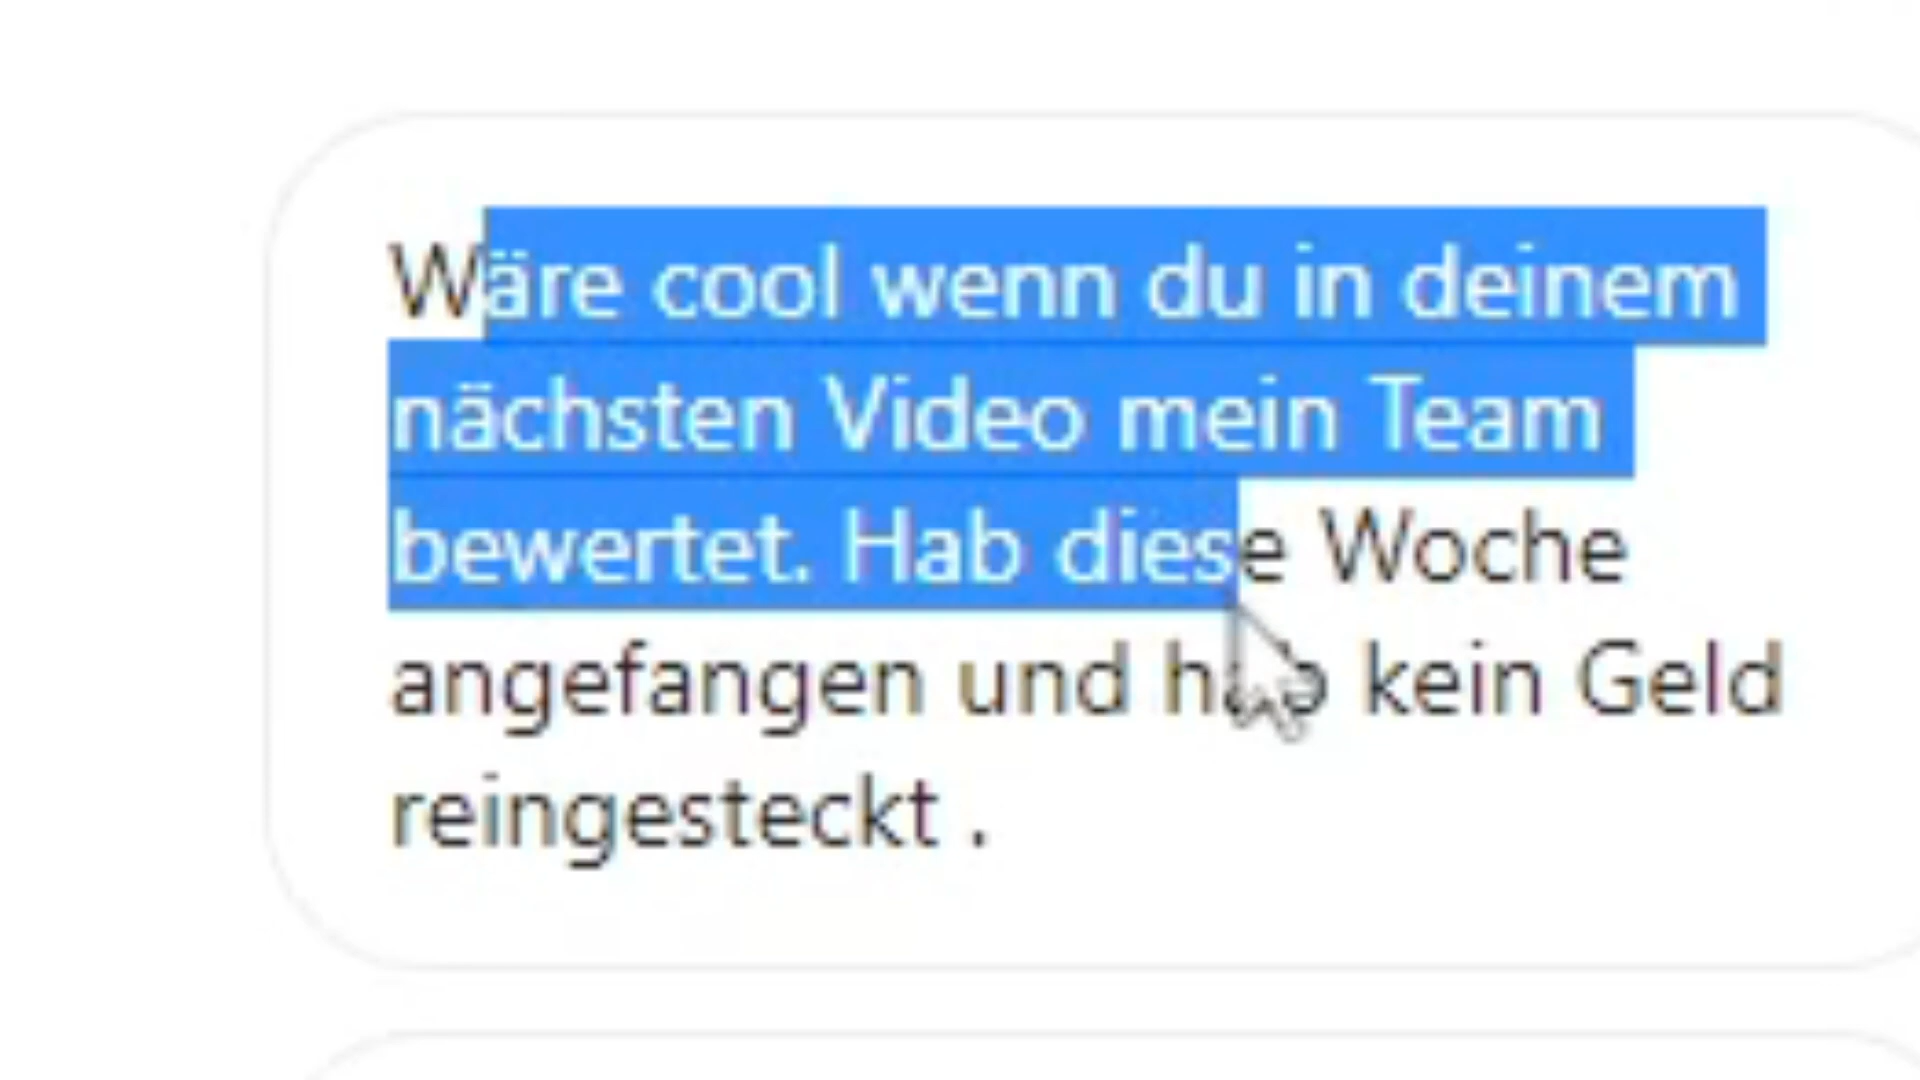 Wäre cool wenn du in deinem
nächsten Video mein Team
bewertet. Hab diese Woche
angefangen und hab kein Geld
reingesteckt .